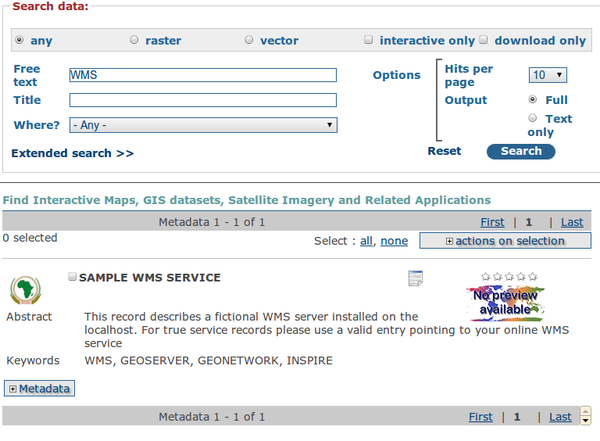 Search data:
any raster vector interactive only download only
Free text WMS Options Hits per page 10
Title Output Full
Text only
Where? - Any -
Extended search >> Reset Search
Find Interactive Maps, GIS datasets, Satellite Imagery and Related Applications
Metadata 1 - 1 of 1 First | 1 | Last
0 selected Select : all, none actions on selection
SAMPLE WMS SERVICE
No preview available
Abstract This record describes a fictional WMS server installed on the
localhost. For true service records please use a valid entry pointing to your online WMS
service
Keywords WMS, GEOSERVER, GEONETWORK, INSPIRE
Metadata
Metadata 1 - 1 of 1 First | 1 | Last